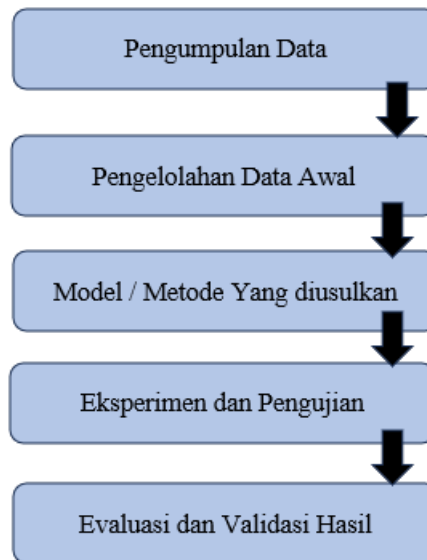 Pengumpulan Data
Pengelolahan Data Awal
Model / Metode Yang diusulkan
Eksperimen dan Pengujian
Evaluasi dan Validasi Hasil